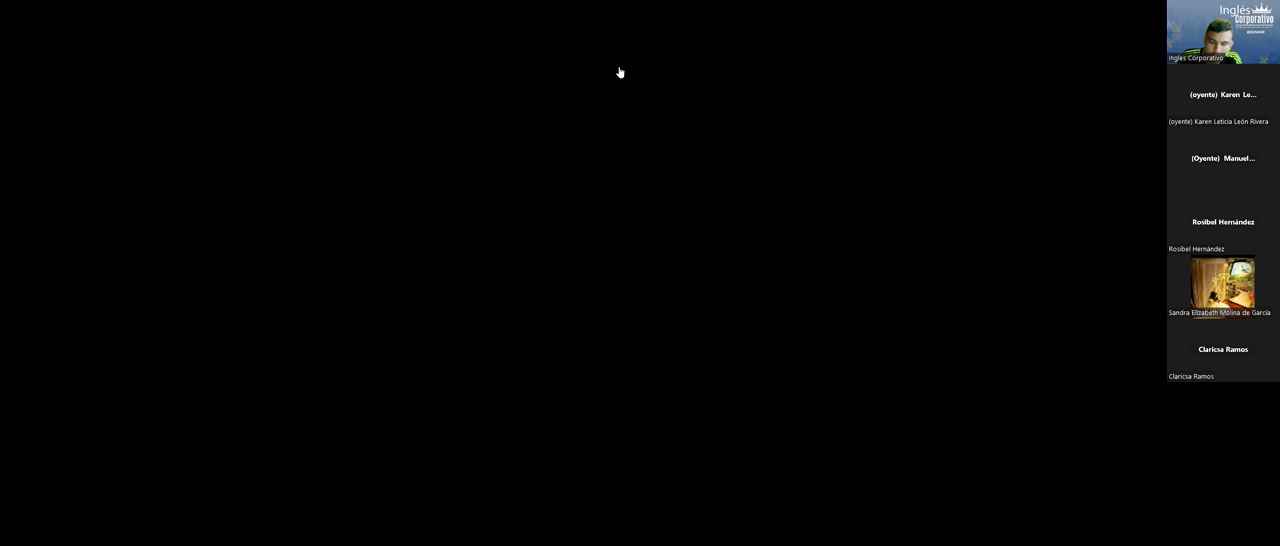 Inglés
Corporativo
BEGINNER
Ingles Corporativo
(oyente) Karen Le...
(oyente) Karen Leticia León Rivera
(Oyente) Manuel...
Rosibel Hernández
Rosibel Hernández
Sandra Elizabeth Molina de García
Claricsa Ramos
Claricsa Ramos